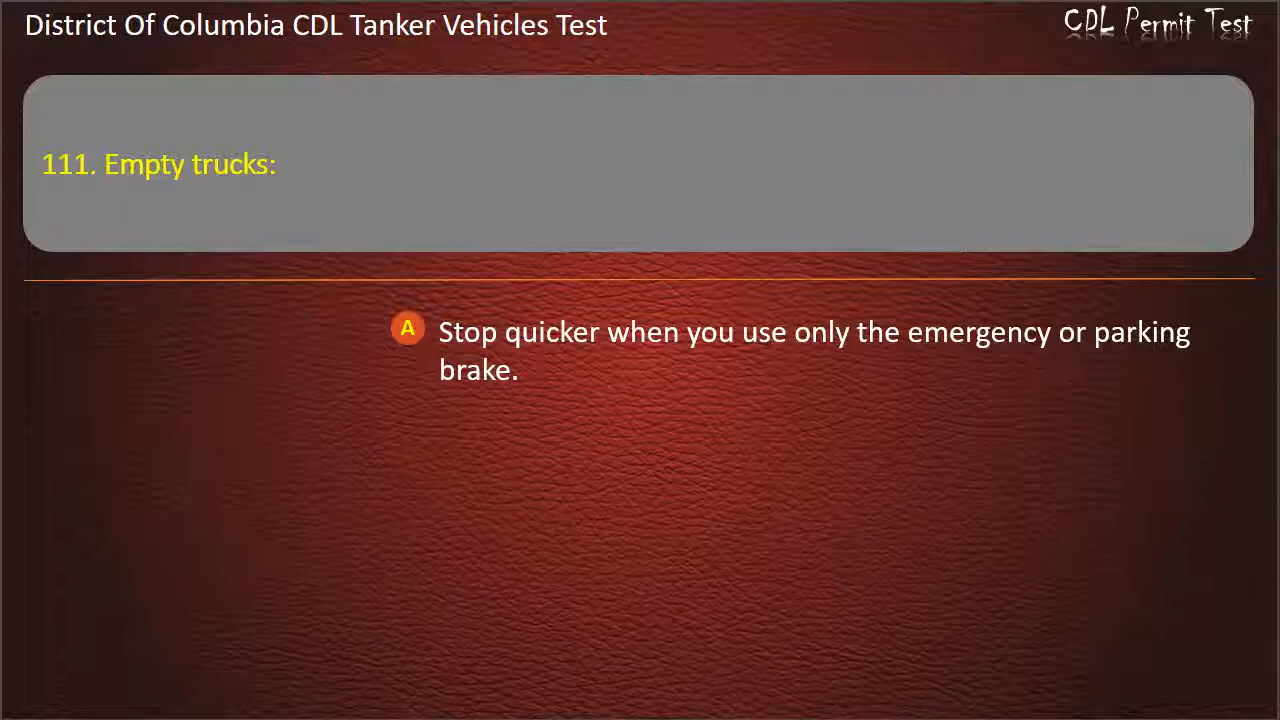 District Of Columbia CDL Tanker Vehicles Test
CDL Permit Test
111. Empty trucks:
A Stop quicker when you use only the emergency or parking
brake.